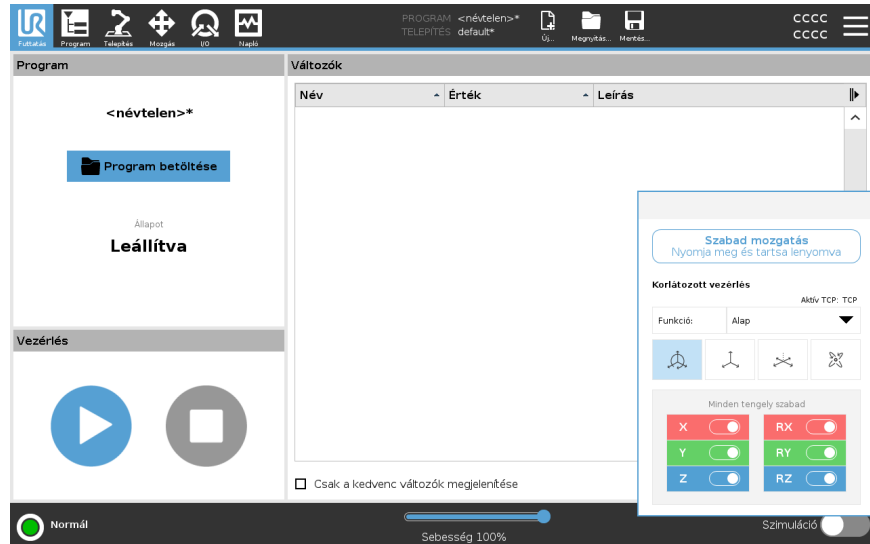 UR
Futtatás
Program
Telepítés
Mozgás
I/O
Napló
PROGRAM <névtelen>*
TELEPÍTÉS default*
Új...
Megnyitás...
Mentés...
cccc
cccc
Program
<névtelen>*
Program betöltése
Állapot
Leállítva
Vezérlés
Változók
Név
Érték
Leírás
Csak a kedvenc változók megjelenítése
Szabad mozgatás
Nyomja meg és tartsa lenyomva
Korlátozott vezérlés
Aktív TCP: TCP
Funkció: Alap
Minden tengely szabad
X RX
Y RY
Z RZ
Normál
Sebesség 100%
Szimuláció